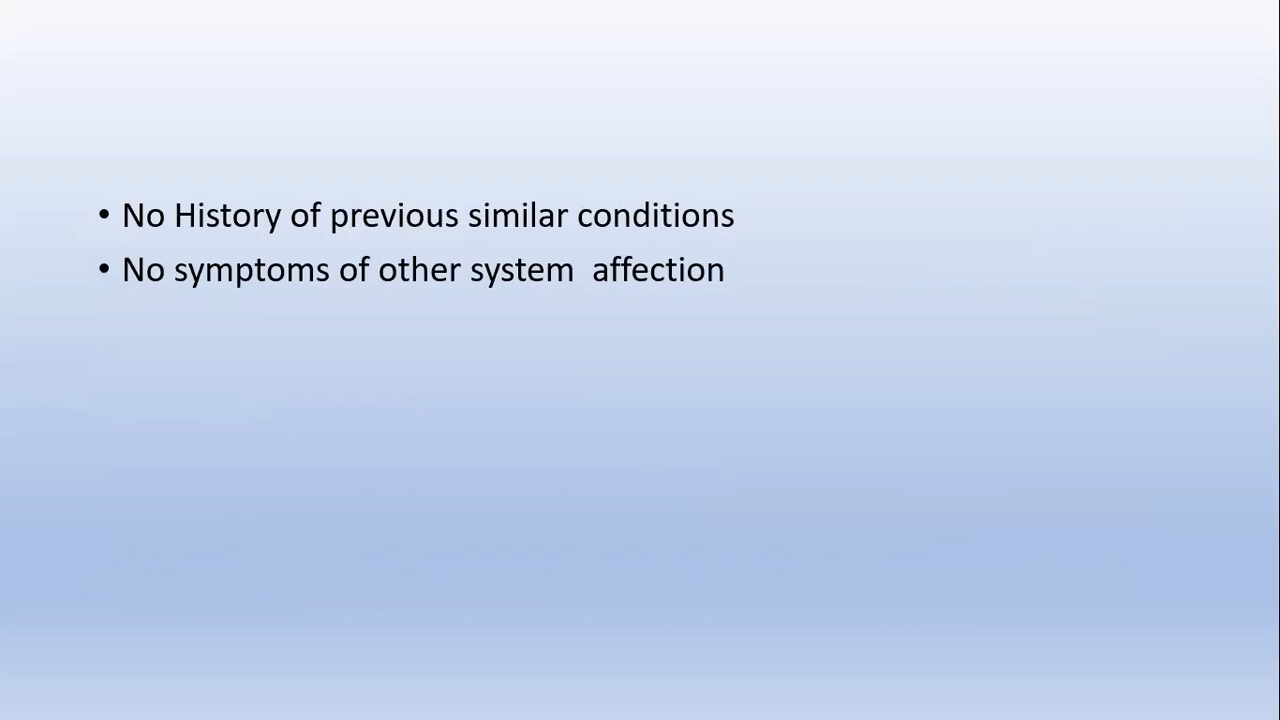 • No History of previous similar conditions
• No symptoms of other system  affection